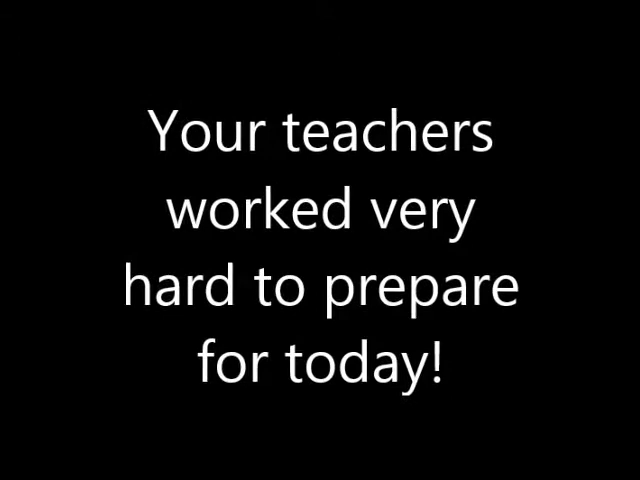 Your teachers
worked very
hard to prepare
for today!